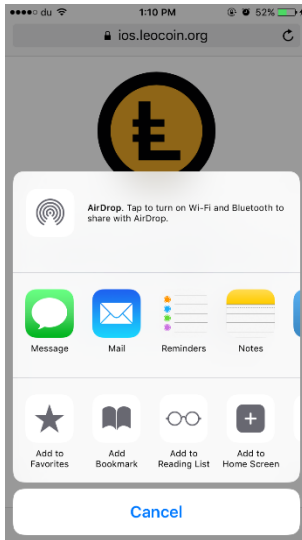 du 1:10 PM 52%
ios.leocoin.org
AirDrop. Tap to turn on Wi-Fi and Bluetooth to
share with AirDrop.
Message Mail Reminders Notes
Add to Favorites Add Bookmark Add to Reading List Add to Home Screen
Cancel